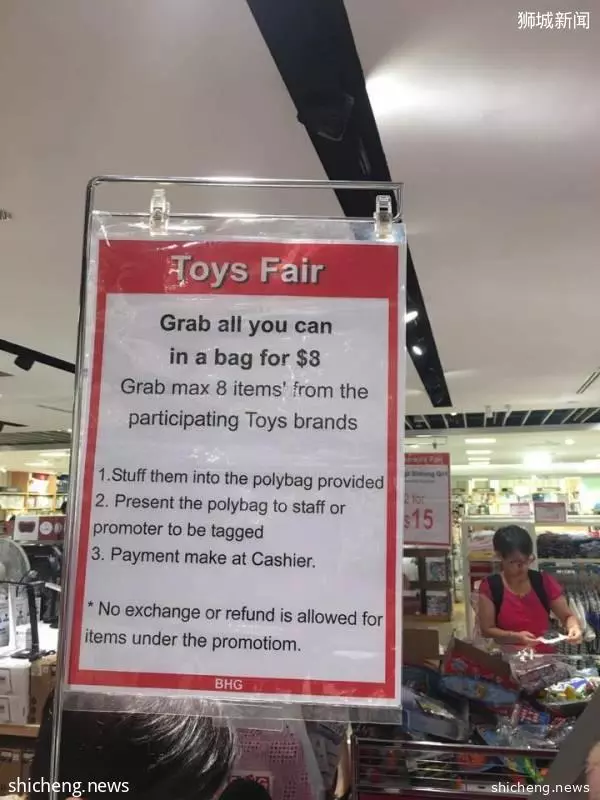 狮城新闻
Toys Fair
Grab all you can
in a bag for $8
Grab max 8 items' from the
participating Toys brands
1.Stuff them into the polybag provided
2. Present the polybag to staff or
promoter to be tagged
3. Payment make at Cashier.
* No exchange or refund is allowed for
items under the promotiom.
BHG
2 for
$15
shicheng.news
shicheng.news